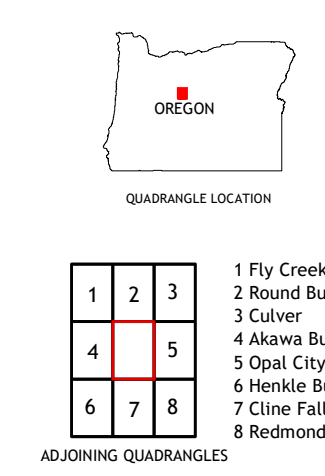 OREGON
QUADRANGLE LOCATION
1 2 3
4 5
6 7 8
ADJOINING QUADRANGLES
1 Fly Creek
2 Round Bu
3 Culver
4 Akawa Bu
5 Opal City
6 Henkle Bu
7 Cline Fall
8 Redmond